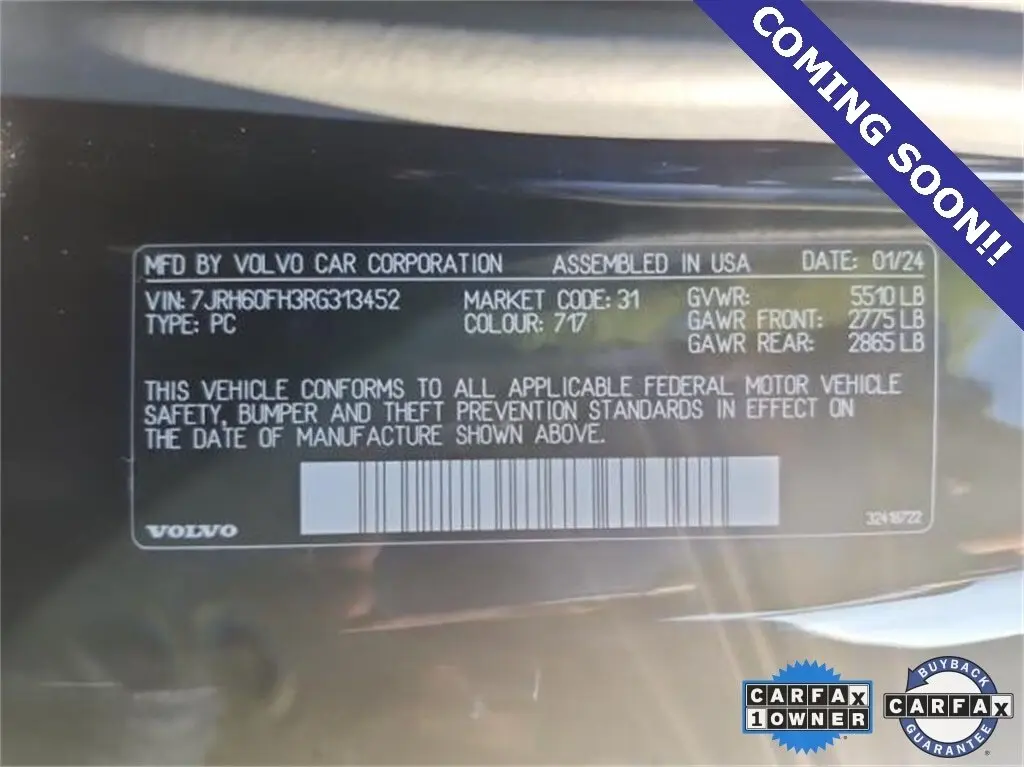 COMING SOON!!
MFD BY VOLVO CAR CORPORATION ASSEMBLED IN USA DATE: 01/24
VIN: 7JRH60FH3RG313452 MARKET CODE: 31 GVWR: 5510 LB
TYPE: PC COLOUR: 717 GAWR FRONT: 2775 LB
GAWR REAR: 2865 LB
THIS VEHICLE CONFORMS TO ALL APPLICABLE FEDERAL MOTOR VEHICLE
SAFETY, BUMPER AND THEFT PREVENTION STANDARDS IN EFFECT ON
THE DATE OF MANUFACTURE SHOWN ABOVE.
VOLVO
CARFAX
1 OWNER
BUYBACK
CARFAX
GUARANTEE